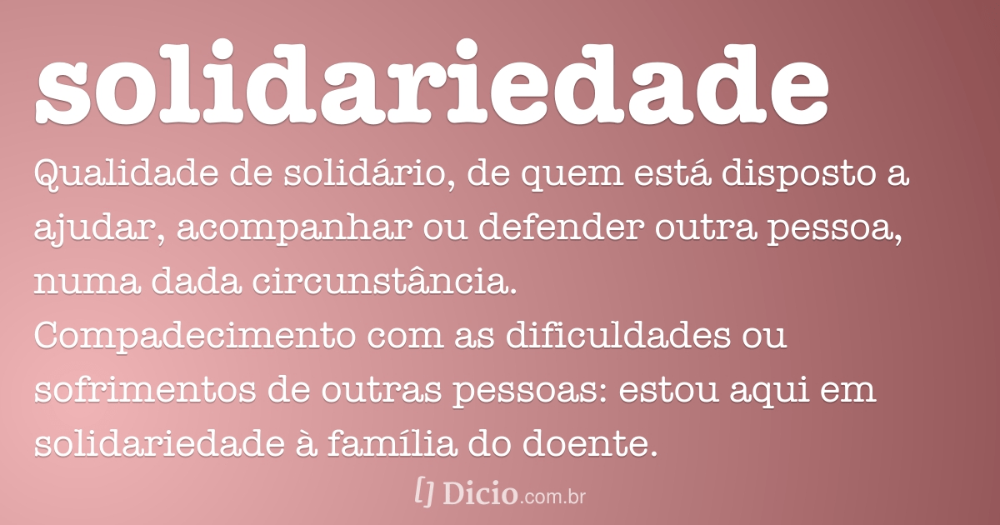 solidariedade
Qualidade de solidário, de quem está disposto a
ajudar, acompanhar ou defender outra pessoa,
numa dada circunstância.
Compadecimento com as dificuldades ou
sofrimentos de outras pessoas: estou aqui em
solidariedade à família do doente.
[] Dicio.com.br